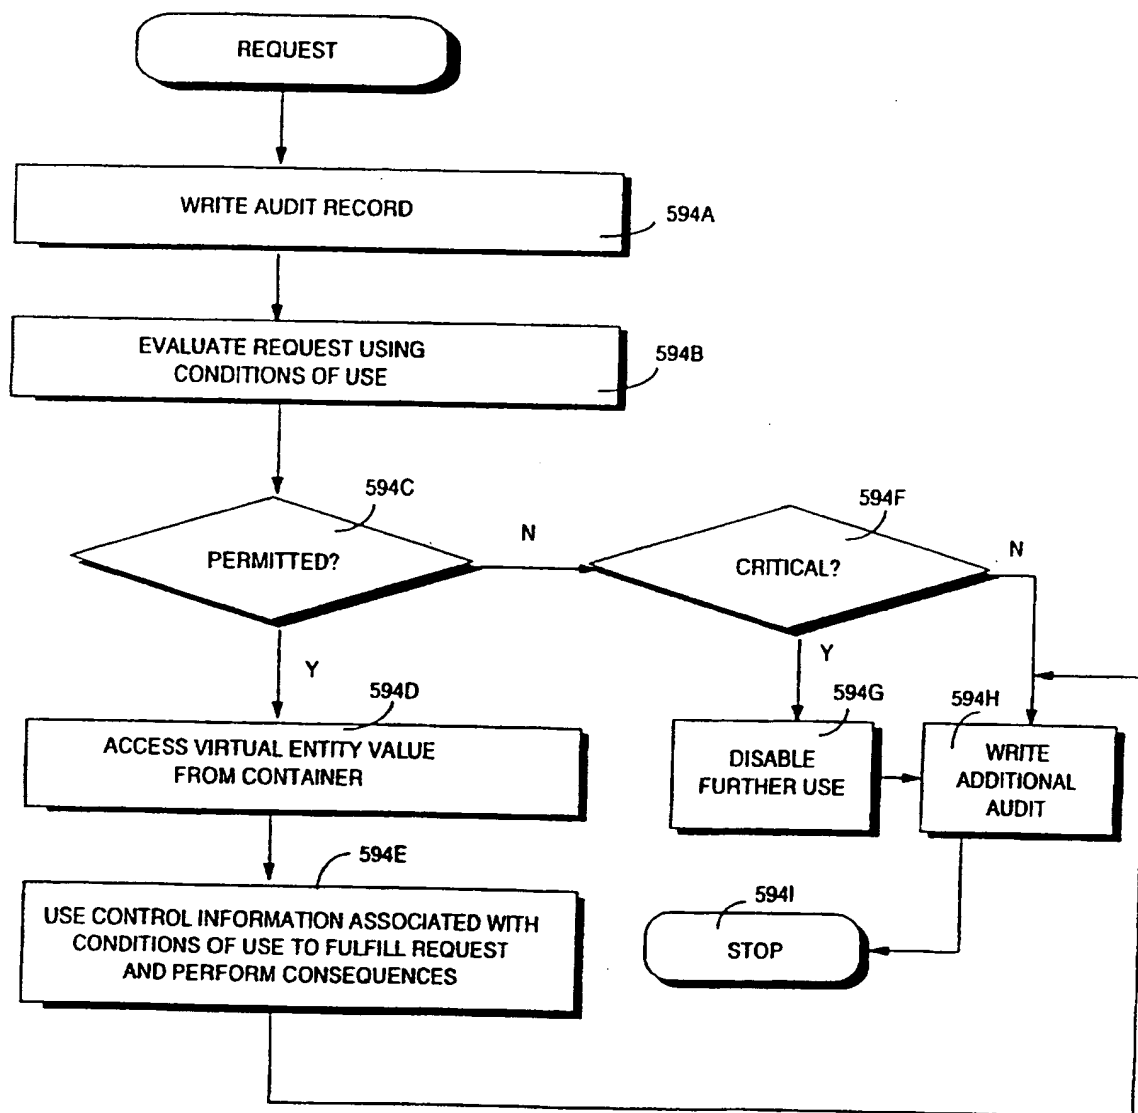 REQUEST
WRITE AUDIT RECORD
594A
EVALUATE REQUEST USING
CONDITIONS OF USE
594B
594C
PERMITTED?
N
594F
CRITICAL?
N
Y
Y
594D
ACCESS VIRTUAL ENTITY VALUE
FROM CONTAINER
594G
DISABLE
FURTHER USE
594H
WRITE
ADDITIONAL
AUDIT
594E
USE CONTROL INFORMATION ASSOCIATED WITH
CONDITIONS OF USE TO FULFILL REQUEST
AND PERFORM CONSEQUENCES
594I
STOP